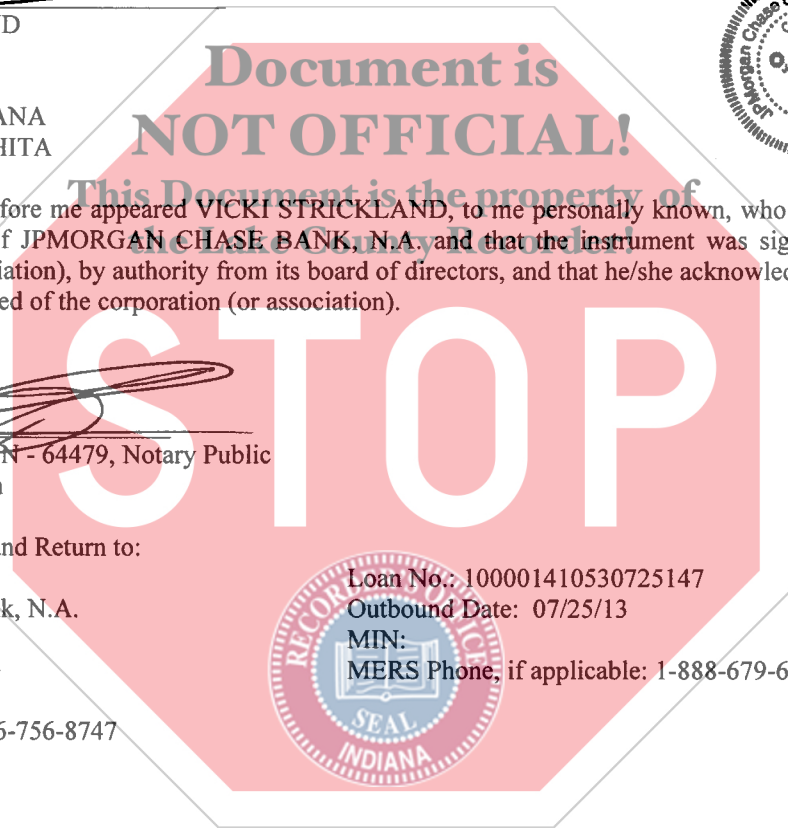 D
Document is
ANA
NOT OFFICIAL!
HITA
This Document is the property of
fore me appeared VICKI STRICKLAND, to me personally known, who
f JPMORGAN CHASE BANK, N.A. and that the instrument was sig
the Lake County Recorder!
iation), by authority from its board of directors, and that he/she acknowled
ed of the corporation (or association).
STOP
N - 64479, Notary Public
a
nd Return to:
Loan No.: 100001410530725147
k, N.A.
Outbound Date: 07/25/13
MIN:
MERS Phone, if applicable: 1-888-679-6
6-756-8747
RECORDER'S OFFICE
SEAL
INDIANA
JPMorgan Chase